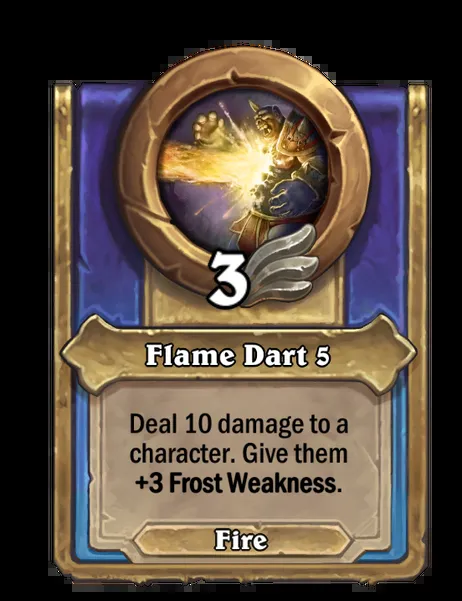 3
Flame Dart 5
Deal 10 damage to a
character. Give them
+3 Frost Weakness.
Fire